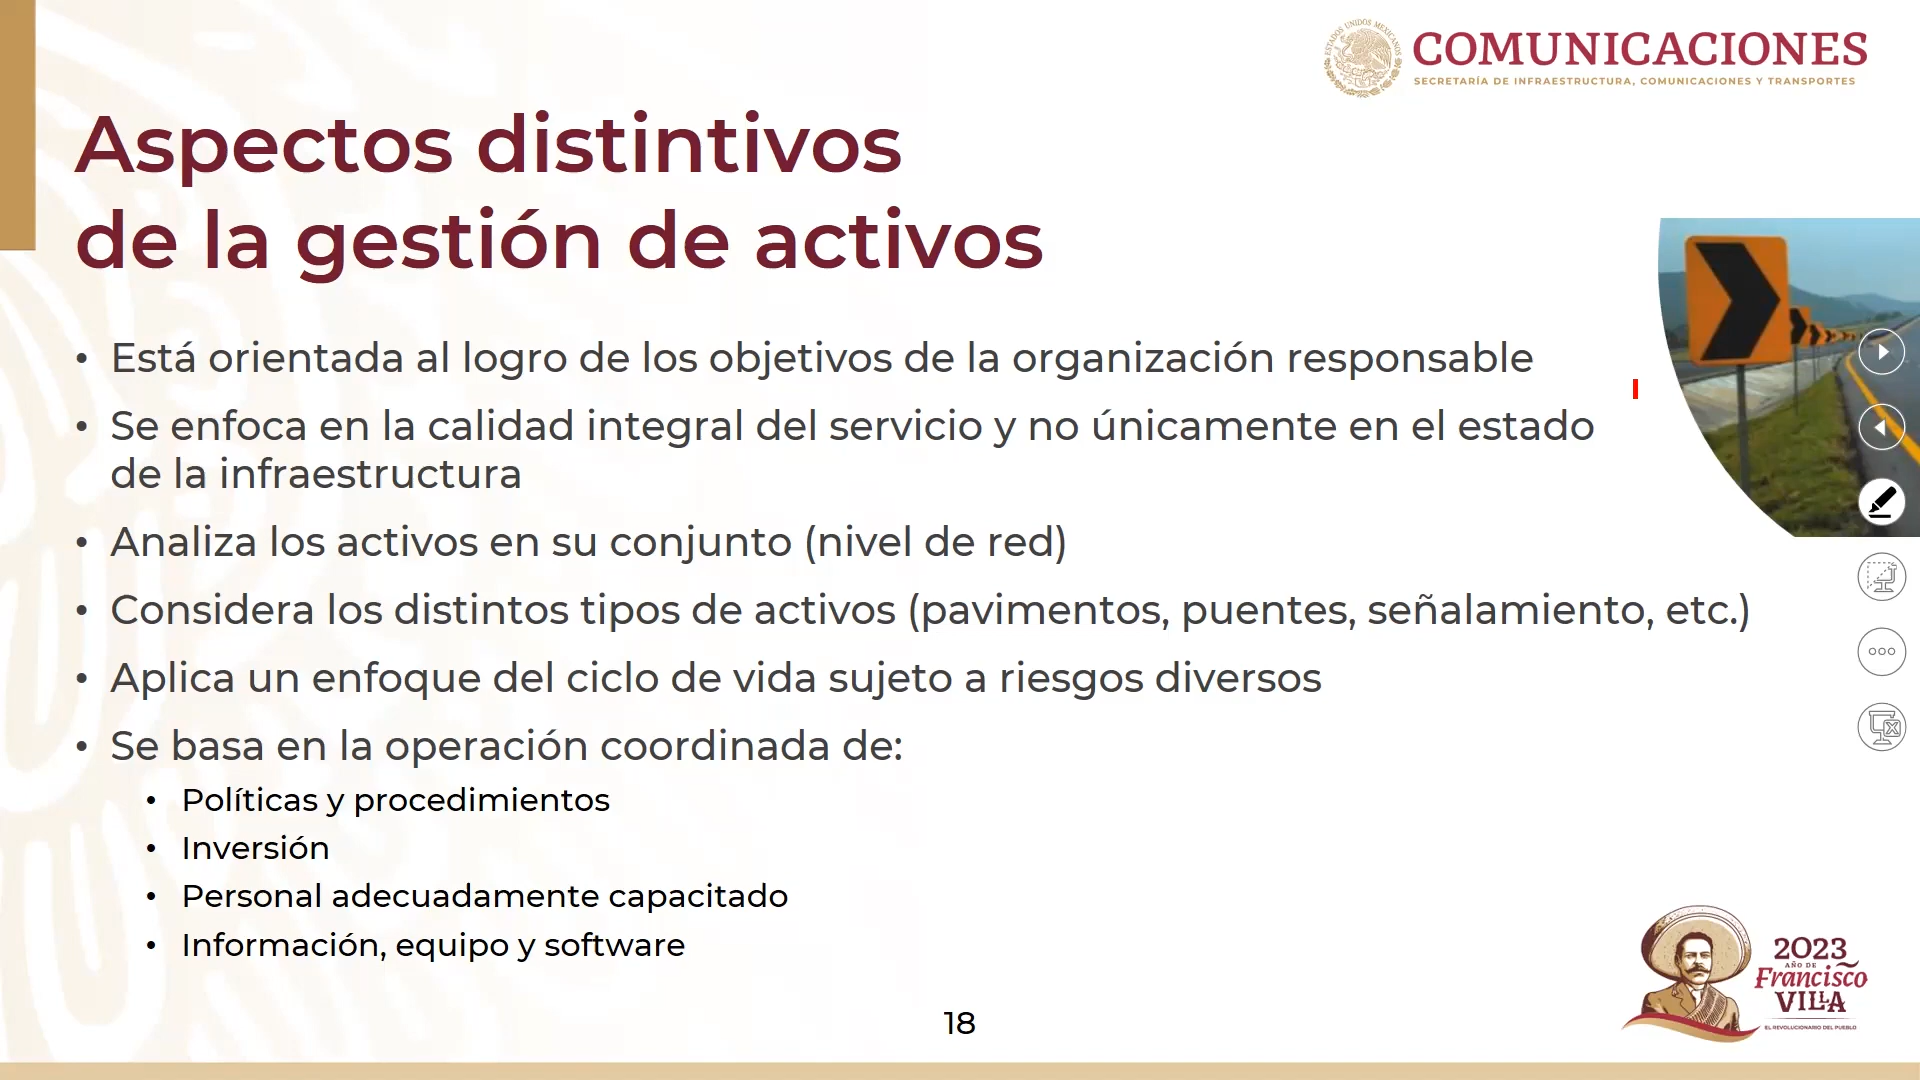 ESTADOS UNIDOS MEXICANOS
COMUNICACIONES
SECRETARÍA DE INFRAESTRUCTURA, COMUNICACIONES Y TRANSPORTES
Aspectos distintivos
de la gestión de activos
• Está orientada al logro de los objetivos de la organización responsable
• Se enfoca en la calidad integral del servicio y no únicamente en el estado
de la infraestructura
• Analiza los activos en su conjunto (nivel de red)
• Considera los distintos tipos de activos (pavimentos, puentes, señalamiento, etc.)
• Aplica un enfoque del ciclo de vida sujeto a riesgos diversos
• Se basa en la operación coordinada de:
• Políticas y procedimientos
• Inversión
• Personal adecuadamente capacitado
• Información, equipo y software
2023
AÑO DE
Francisco
VILLA
EL REVOLUCIONARIO DEL PUEBLO
18